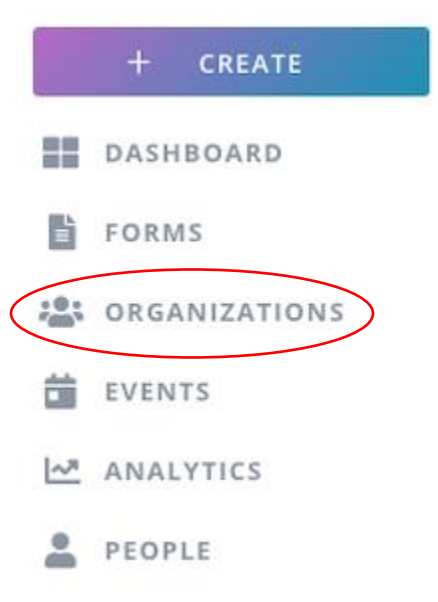 + CREATE
DASHBOARD
FORMS
ORGANIZATIONS
EVENTS
ANALYTICS
PEOPLE